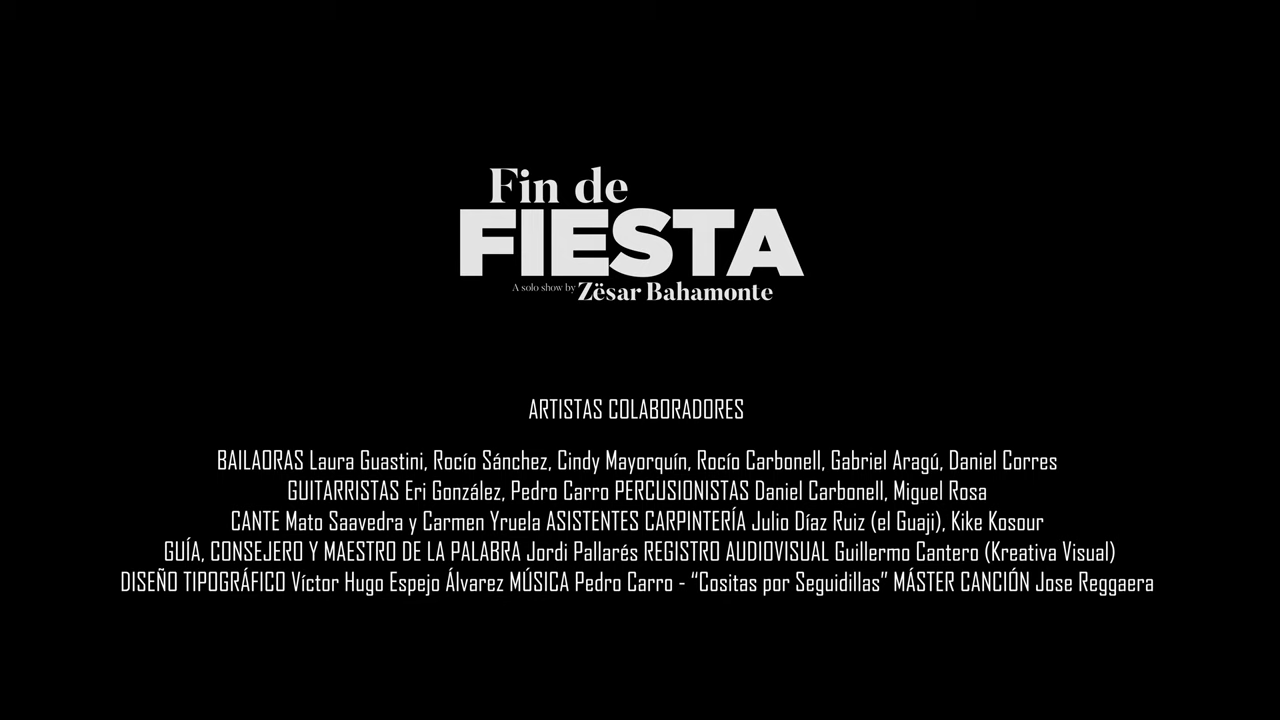 Fin de
FIESTA
A solo show by Zësar Bahamonte
ARTISTAS COLABORADORES
BAILAORAS Laura Guastini, Rocío Sánchez, Cindy Mayorquín, Rocío Carbonell, Gabriel Aragú, Daniel Corres
GUITARRISTAS Eri González, Pedro Carro PERCUSIONISTAS Daniel Carbonell, Miguel Rosa
CANTE Mato Saavedra y Carmen Yruela ASISTENTES CARPINTERÍA Julio Díaz Ruiz (el Guaji), Kike Kosour
GUÍA, CONSEJERO Y MAESTRO DE LA PALABRA Jordi Pallarés REGISTRO AUDIOVISUAL Guillermo Cantero (Kreativa Visual)
DISEÑO TIPOGRÁFICO Víctor Hugo Espejo Álvarez MÚSICA Pedro Carro - “Cositas por Seguidillas” MÁSTER CANCIÓN Jose Reggaera